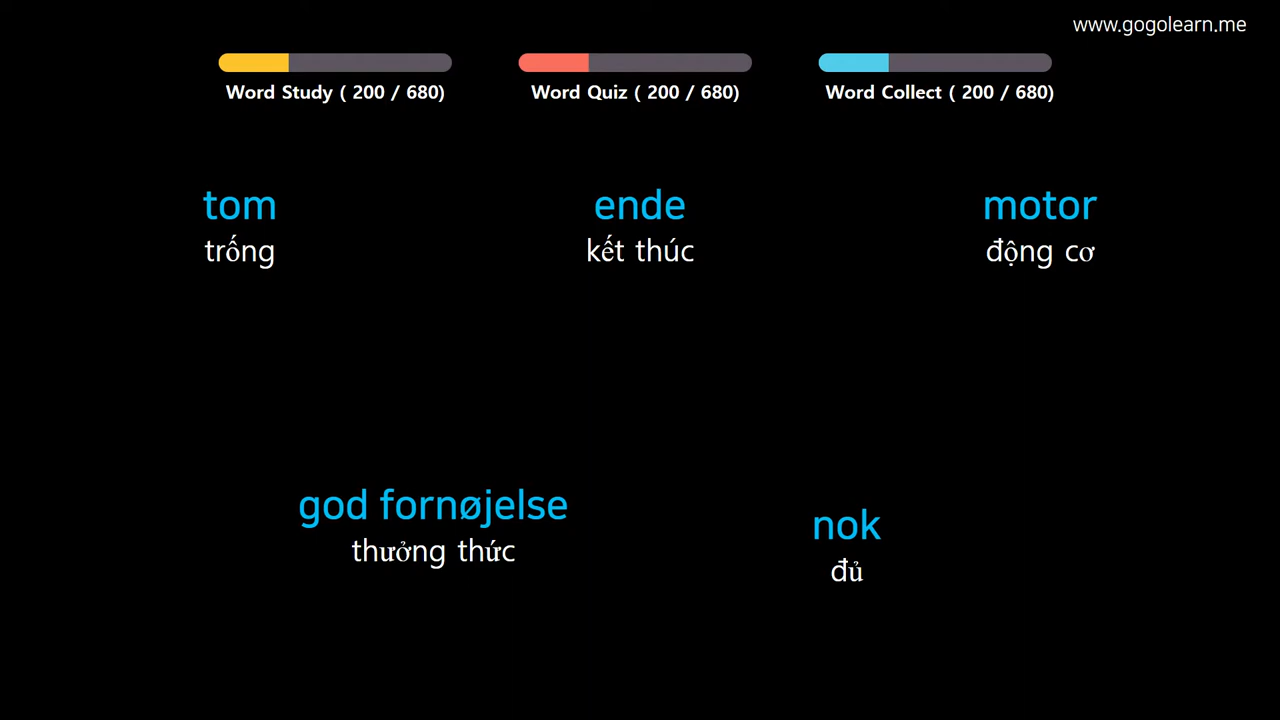 www.gogolearn.me
Word Study ( 200 / 680)
Word Quiz ( 200 / 680)
Word Collect ( 200 / 680)
tom
trống
ende
kết thúc
motor
động cơ
god fornøjelse
thưởng thức
nok
đủ